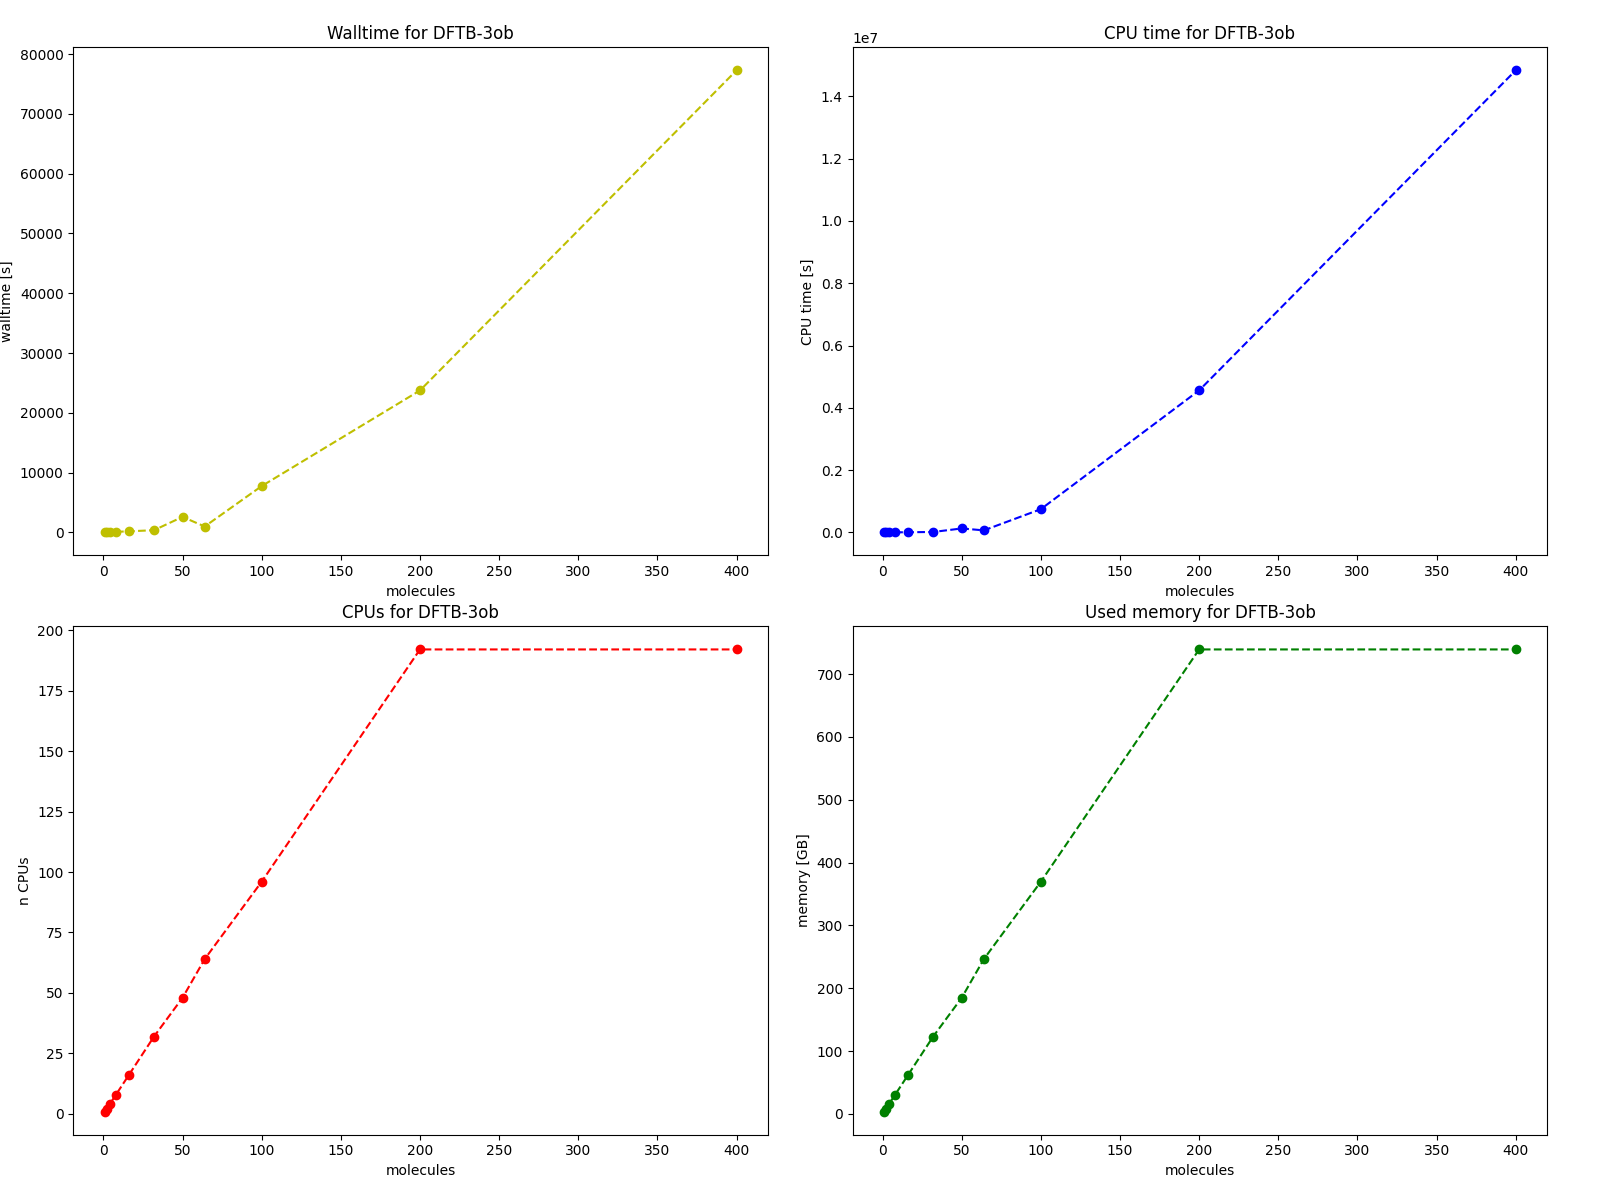 Walltime for DFTB-3ob
80000
70000
60000
50000
40000
30000
20000
10000
0
walltime [s]
0 50 100 150 200 250 300 350 400
molecules
CPU time for DFTB-3ob
1e7
1.4
1.2
1.0
0.8
0.6
0.4
0.2
0.0
CPU time [s]
0 50 100 150 200 250 300 350 400
molecules
CPUs for DFTB-3ob
200
175
150
125
100
75
50
25
0
n CPUs
0 50 100 150 200 250 300 350 400
molecules
Used memory for DFTB-3ob
700
600
500
400
300
200
100
0
memory [GB]
0 50 100 150 200 250 300 350 400
molecules